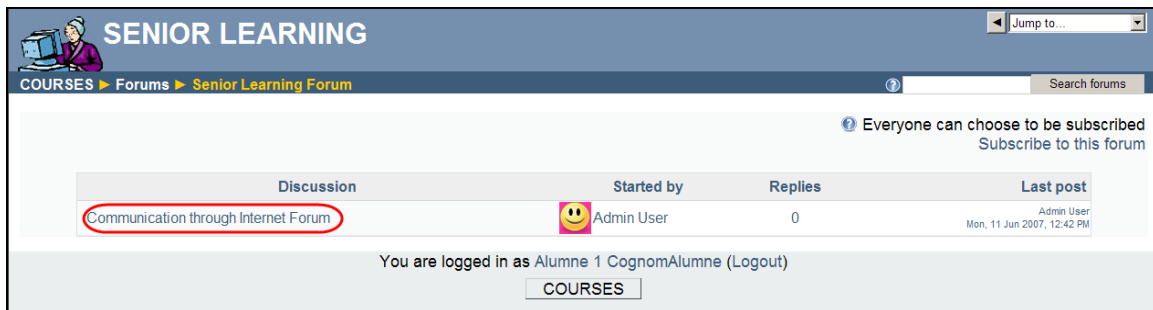 SENIOR LEARNING
Jump to...
COURSES ► Forums ► Senior Learning Forum
Search forums
Everyone can choose to be subscribed
Subscribe to this forum
Discussion Started by Replies Last post
Communication through Internet Forum Admin User 0 Admin User
Mon, 11 Jun 2007, 12:42 PM
You are logged in as Alumne 1 CognomAlumne (Logout)
COURSES